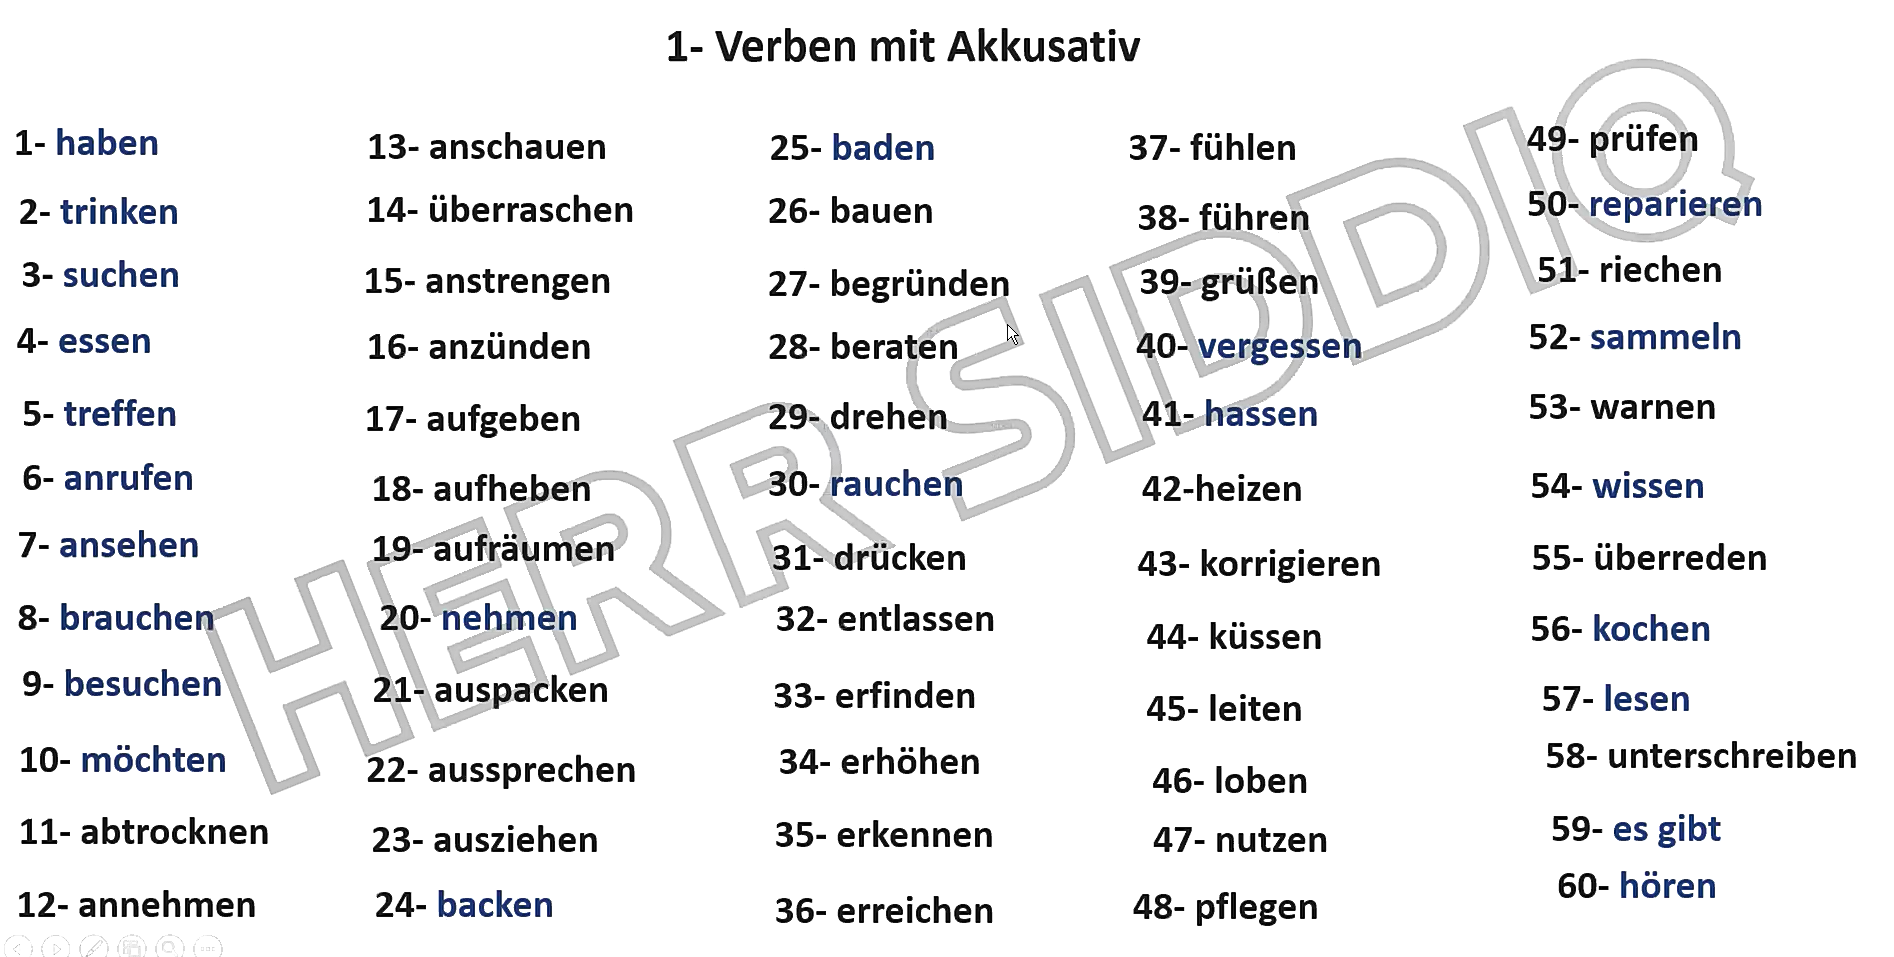 1- Verben mit Akkusativ
1- haben
2- trinken
3- suchen
4- essen
5- treffen
6- anrufen
7- ansehen
8- brauchen
9- besuchen
10- möchten
11- abtrocknen
12- annehmen
13- anschauen
14- überraschen
15- anstrengen
16- anzünden
17- aufgeben
18- aufheben
19- aufräumen
20- nehmen
21- auspacken
22- aussprechen
23- ausziehen
24- backen
25- baden
26- bauen
27- begründen
28- beraten
29- drehen
30- rauchen
31- drücken
32- entlassen
33- erfinden
34- erhöhen
35- erkennen
36- erreichen
37- fühlen
38- führen
39- grüßen
40- vergessen
41- hassen
42-heizen
43- korrigieren
44- küssen
45- leiten
46- loben
47- nutzen
48- pflegen
49- prüfen
50- reparieren
51- riechen
52- sammeln
53- warnen
54- wissen
55- überreden
56- kochen
57- lesen
58- unterschreiben
59- es gibt
60- hören
HERR SIDDIQ